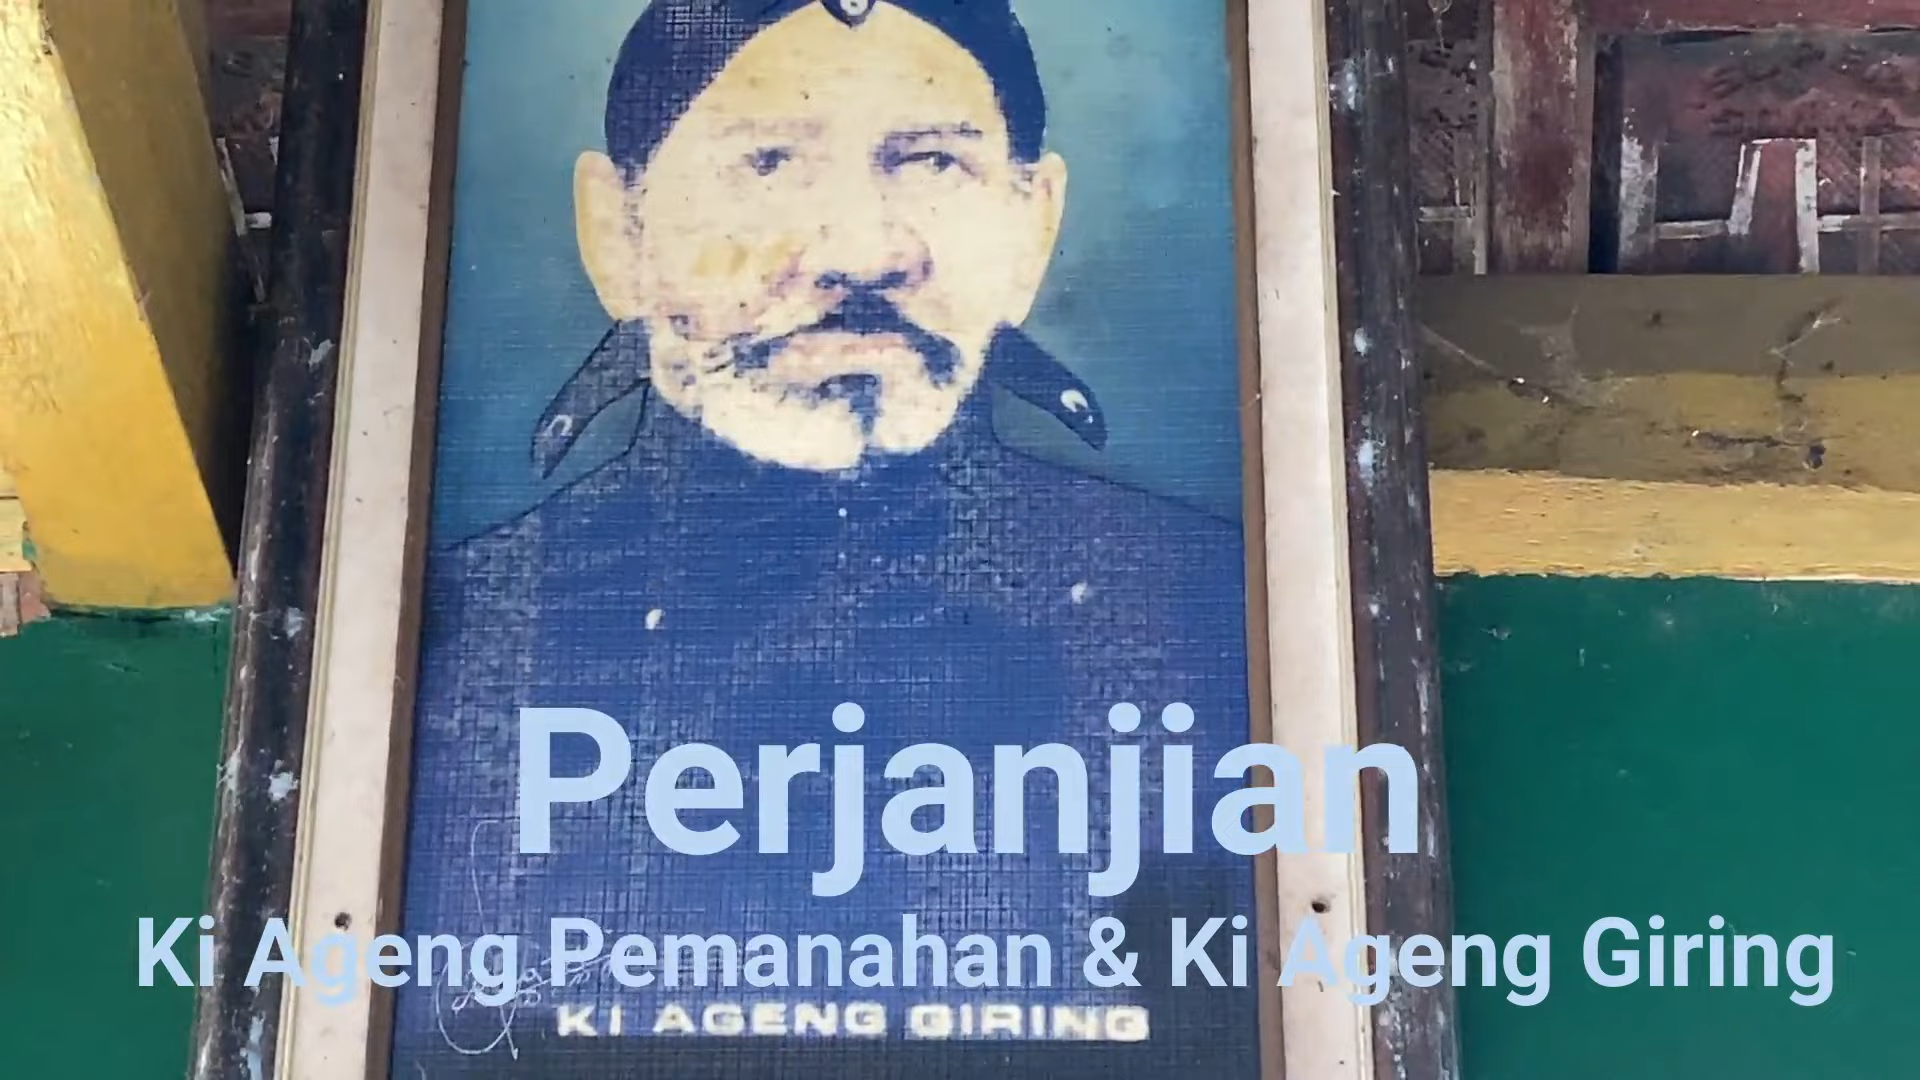 Perjanjian
Ki Ageng Pemanahan & Ki Ageng Giring
KI AGENG GIRING